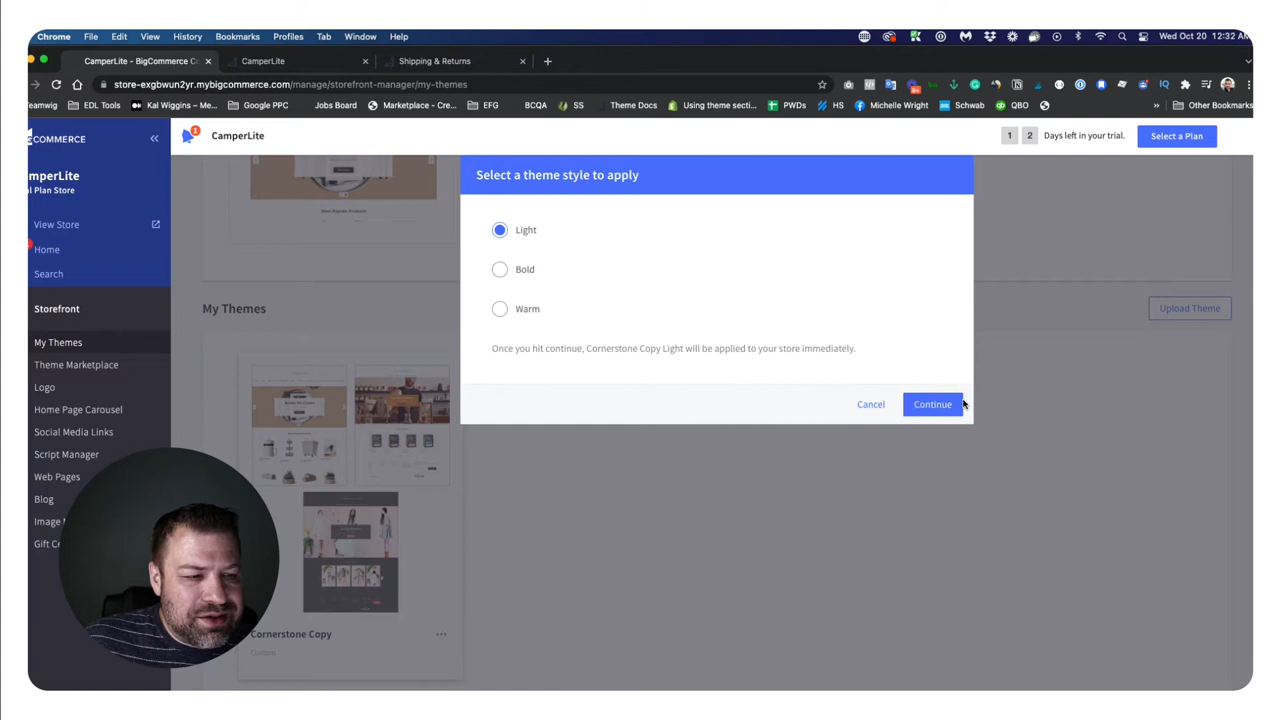 Chrome File Edit View History Bookmarks Profiles Tab Window Help Wed Oct 20 12:32
CamperLite - BigCommerce C CamperLite Shipping & Returns
store-exgbwun2yr.mybigcommerce.com/manage/storefront-manager/my-themes
Teamwig EDL Tools Kal Wiggins – Me... Google PPC Jobs Board Marketplace - Cre... EFG BCQA SS Theme Docs Using theme secti... PWDs HS Michelle Wright Schwab QBO » Other Bookmarks
COMMERCE « 1 CamperLite 1 2 Days left in your trial. Select a Plan
mperLite
l Plan Store
View Store
Home
Search
Storefront
My Themes
Theme Marketplace
Logo
Home Page Carousel
Social Media Links
Script Manager
Web Pages
Blog
Image
Gift Ce
Select a theme style to apply
Light
Bold
Warm
Once you hit continue, Cornerstone Copy Light will be applied to your store immediately.
Cancel Continue
My Themes Upload Theme
Cornerstone Copy
Custom